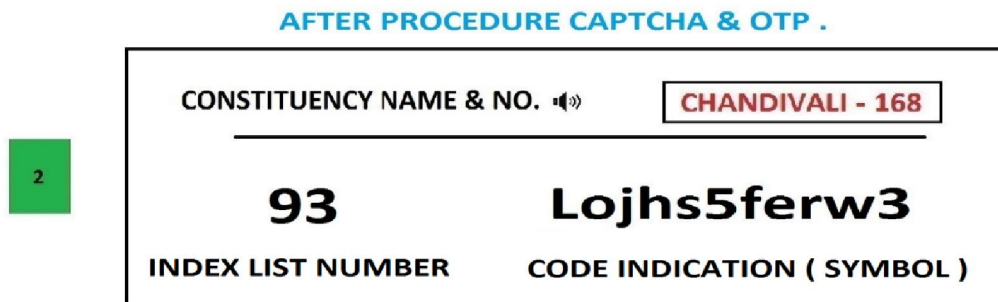 AFTER PROCEDURE CAPTCHA & OTP .
CONSTITUENCY NAME & NO. CHANDIVALI - 168
2
93 Lojhs5ferw3
INDEX LIST NUMBER CODE INDICATION ( SYMBOL )